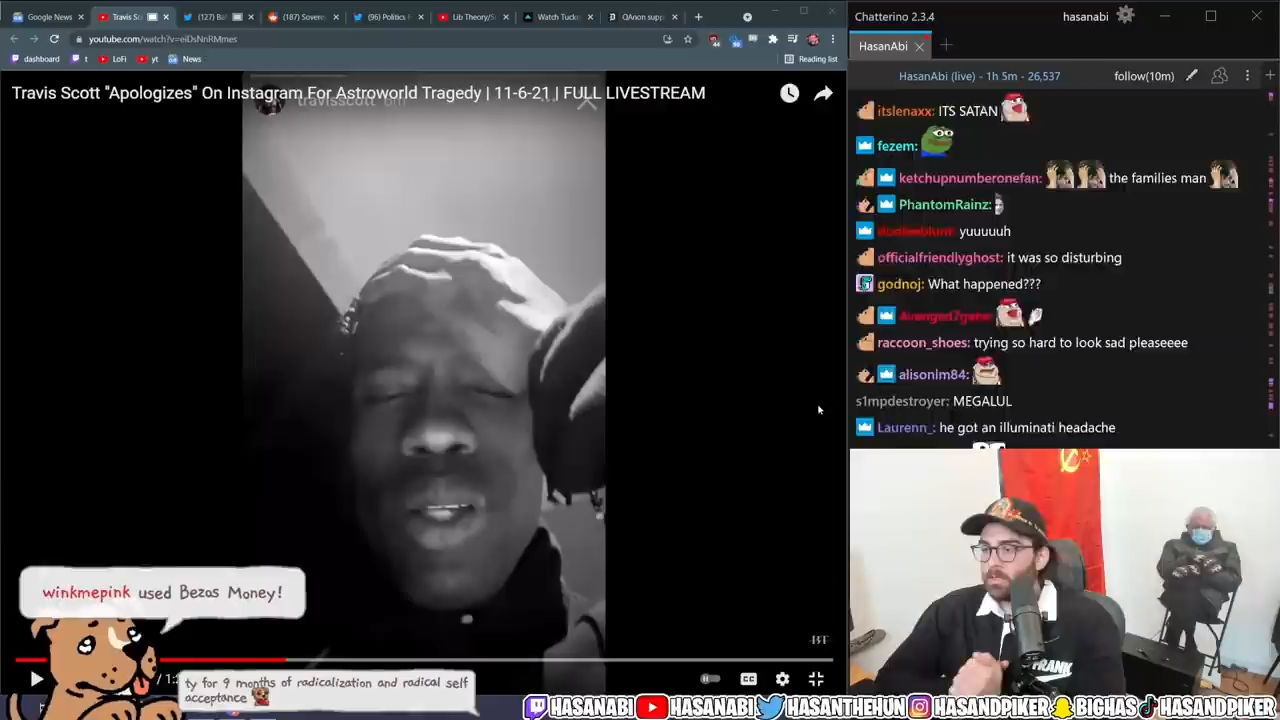 Google News
Travis S
(127) Ba
(187) Sovere
(96) Politics
Lib Theory/S
Watch Tucke
QAnon supp
youtube.com/watch?v=eiDsNnRMmes
dashboard
t
LoFi
yt
News
Reading list
Travis Scott "Apologizes" On Instagram For Astroworld Tragedy | 11-6-21 | FULL LIVESTREAM
travisscott 6m
winkmepink used Bezos Money!
ty for 9 months of radicalization and radical self
acceptance
CC
Chatterino 2.3.4
hasanabi
HasanAbi
HasanAbi (live) - 1h 5m - 26,537
follow(10m)
itslenaxx: ITS SATAN
fezem:
ketchupnumberonefan: the families man
PhantomRainz:
yuuuuuh
officialfriendlyghost: it was so disturbing
godnoj: What happened???
raccoon_shoes: trying so hard to look sad pleaseeee
alisonlm84:
s1mpdestroyer: MEGALUL
Laurenn_: he got an illuminati headache
HASANABI HASANABI HASANTHEHUN HASANDPIKER BIGHAS HASANDPIKER